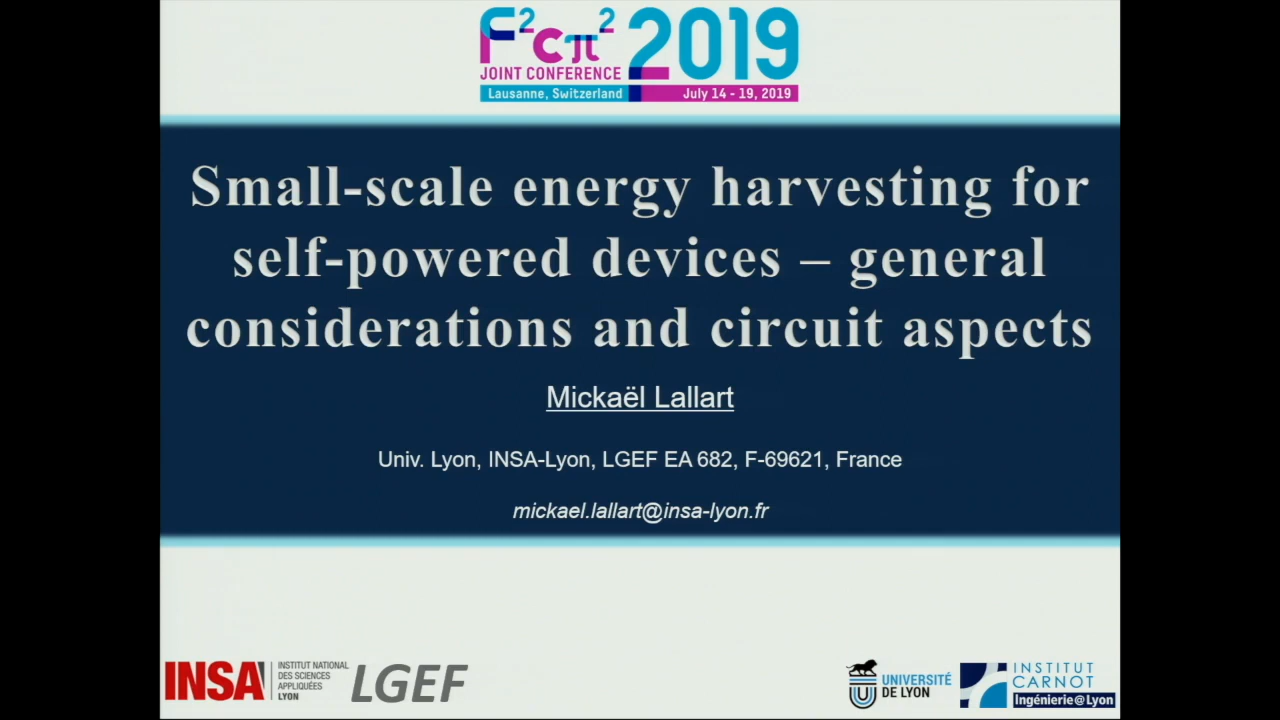 F²cπ² 2019
JOINT CONFERENCE
Lausanne, Switzerland July 14 - 19, 2019
Small-scale energy harvesting for
self-powered devices – general
considerations and circuit aspects
Mickaël Lallart
Univ. Lyon, INSA-Lyon, LGEF EA 682, F-69621, France
mickael.lallart@insa-lyon.fr
INSA
INSTITUT NATIONAL
DES SCIENCES
APPLIQUÉES
LYON
LGEF
UNIVERSITÉ
DE LYON
INSTITUT
CARNOT
Ingénierie@Lyon